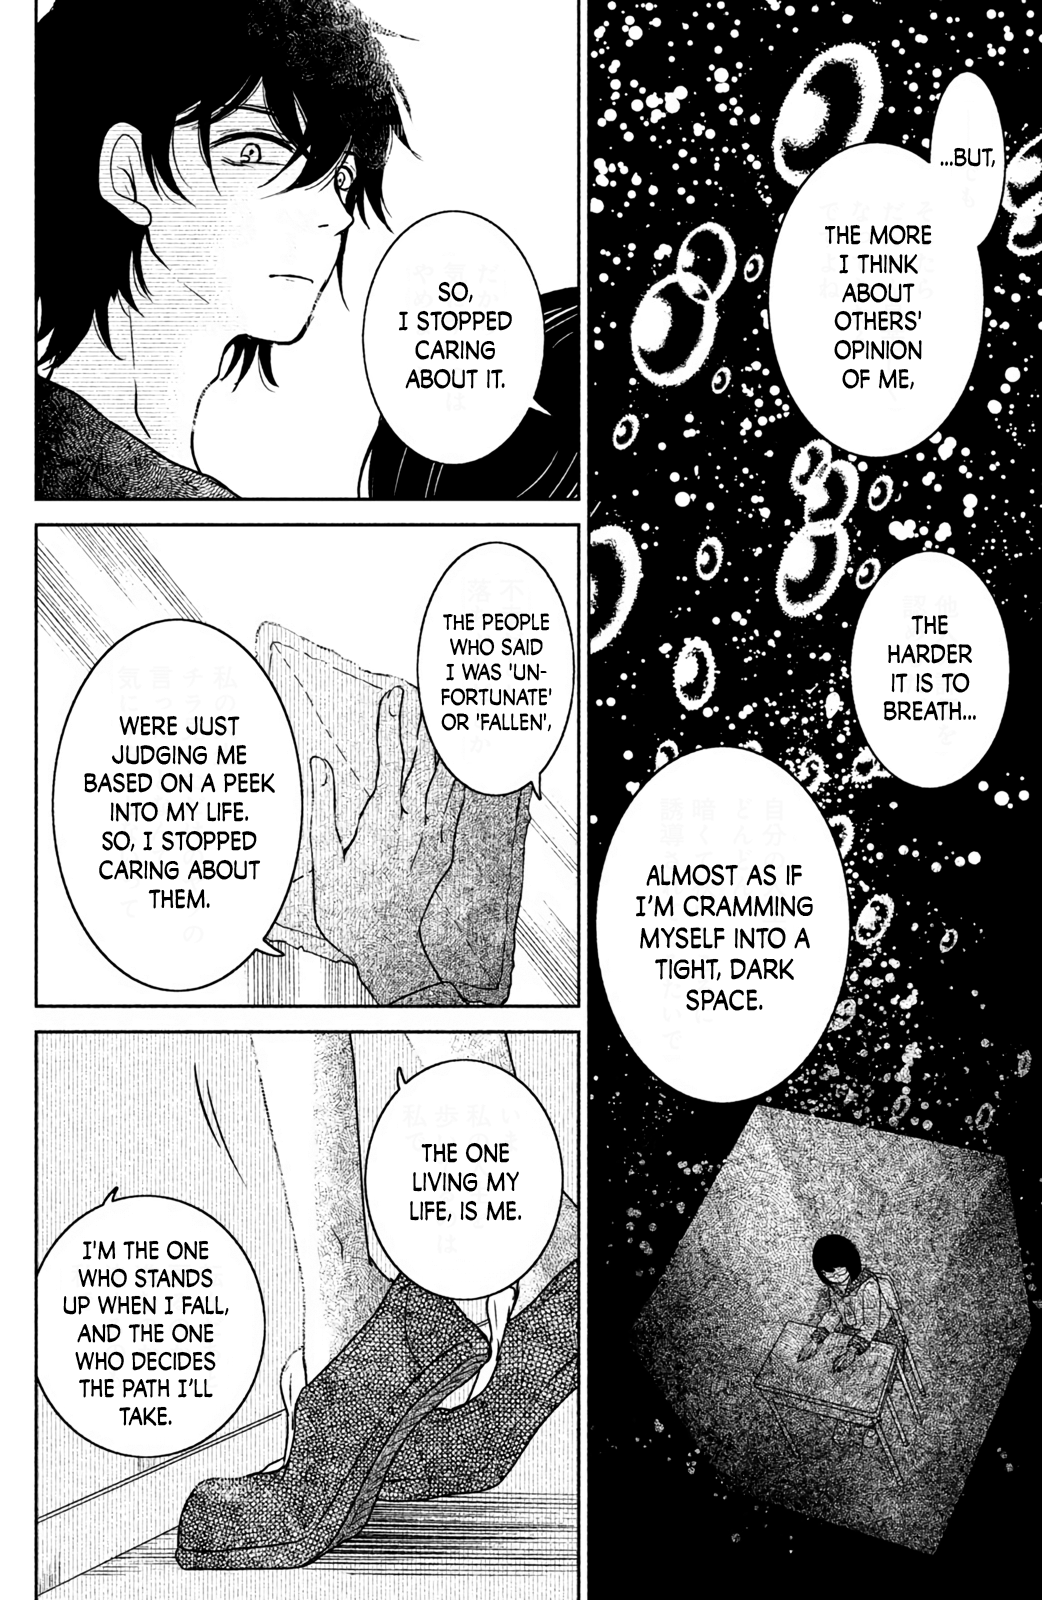 ...BUT,
THE MORE
I THINK
ABOUT
OTHERS'
OPINION
OF ME,
THE
HARDER
IT IS TO
BREATH...
ALMOST AS IF
I'M CRAMMING
MYSELF INTO A
TIGHT, DARK
SPACE.
SO,
I STOPPED
CARING
ABOUT IT.
THE PEOPLE
WHO SAID
I WAS 'UN-
FORTUNATE'
OR 'FALLEN',
WERE JUST
JUDGING ME
BASED ON A PEEK
INTO MY LIFE.
SO, I STOPPED
CARING ABOUT
THEM.
THE ONE
LIVING MY
LIFE, IS ME.
I'M THE ONE
WHO STANDS
UP WHEN I FALL,
AND THE ONE
WHO DECIDES
THE PATH I'LL
TAKE.